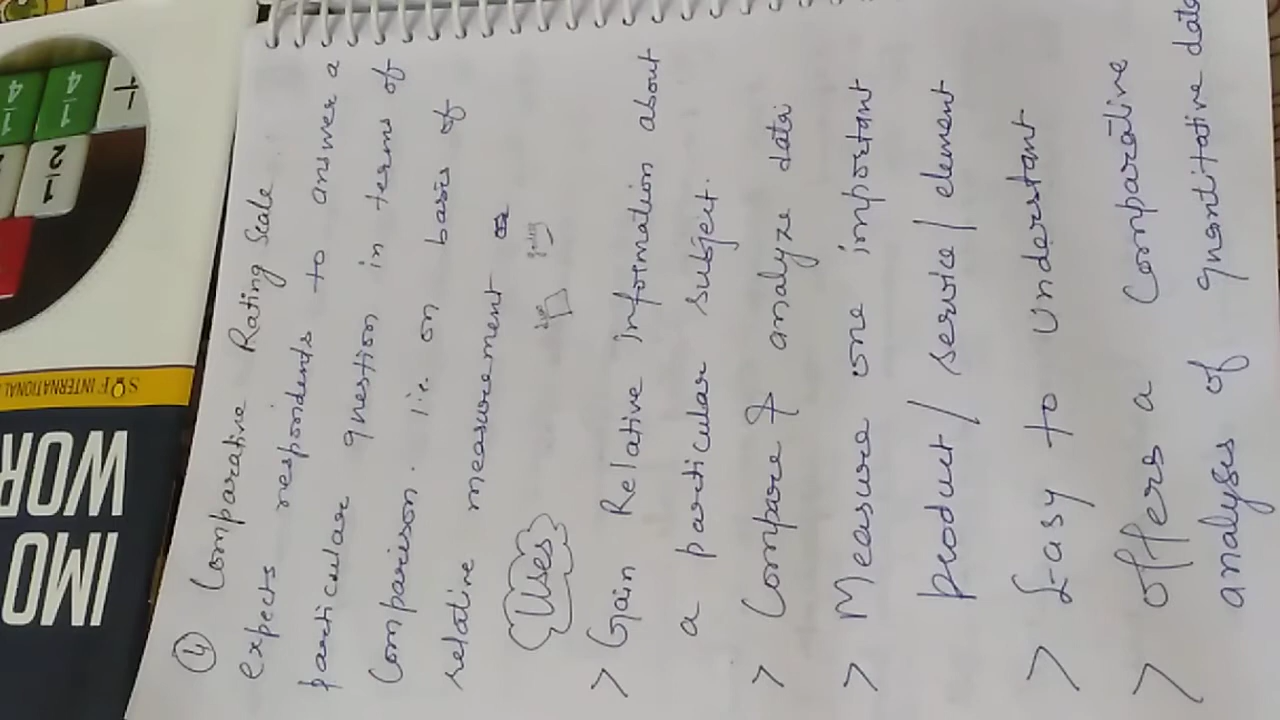 ④ Comparative Rating Scale
expects respondents to answer a
particular question in terms of
Comparison. i.e on basis of
relative measurement
Uses
> Gain Relative information about
a particular subject.
> Compare & analyze data
> Measure one important
product / service / element
> Easy to understant
> Offers a Comparative
analyses of quantitative data
SOF INTERNATIONAL
IMO
WOR